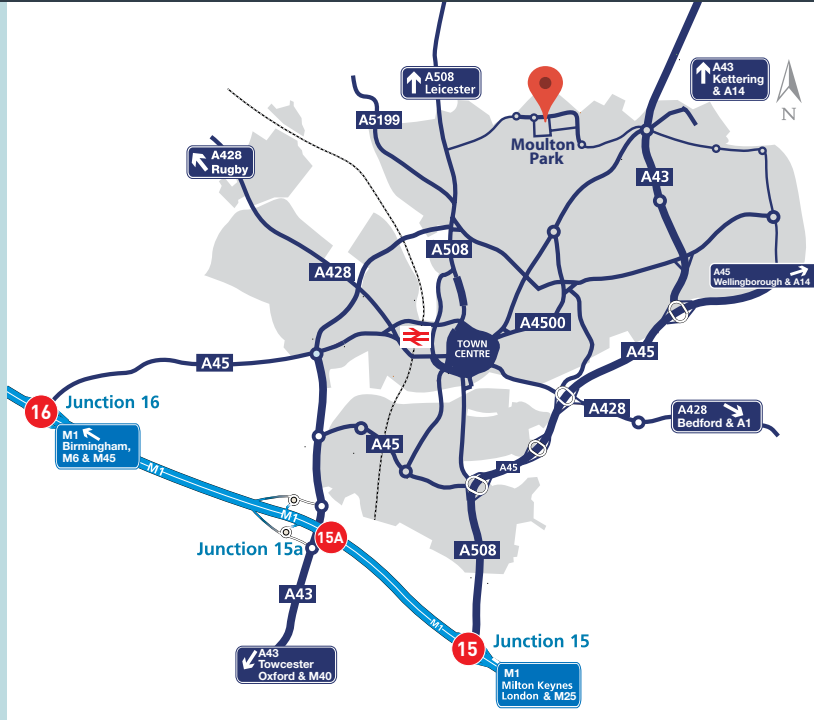 A508
Leicester
A43
Kettering
& A14
A5199
N
Moulton
Park
A428
Rugby
A43
A508
A428
A45
Wellingborough & A14
A4500
TOWN
CENTRE
A45
A45
Junction 16
16
A428
A428
Bedford & A1
M1
Birmingham,
M6 & M45
A45
M1
A45
M1
15A
Junction 15a
A508
A43
M1
Junction 15
15
A43
Towcester
Oxford & M40
M1
Milton Keynes
London & M25